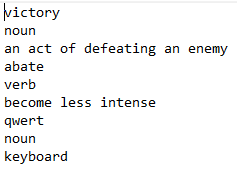 victory
noun
an act of defeating an enemy
abate
verb
become less intense
qwert
noun
keyboard